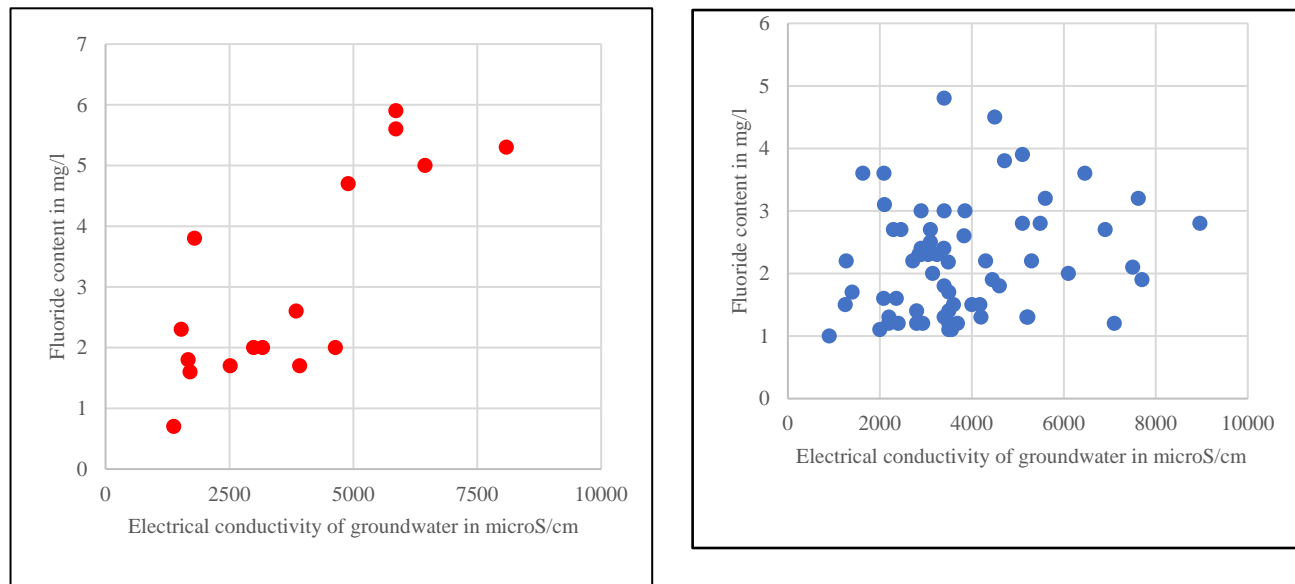 7
6
5
4
3
2
1
0
Fluoride content in mg/l
0 2500 5000 7500 10000
Electrical conductivity of groundwater in microS/cm
6
5
4
3
2
1
0
Fluoride content in mg/l
0 2000 4000 6000 8000 10000
Electrical conductivity of groundwater in microS/cm